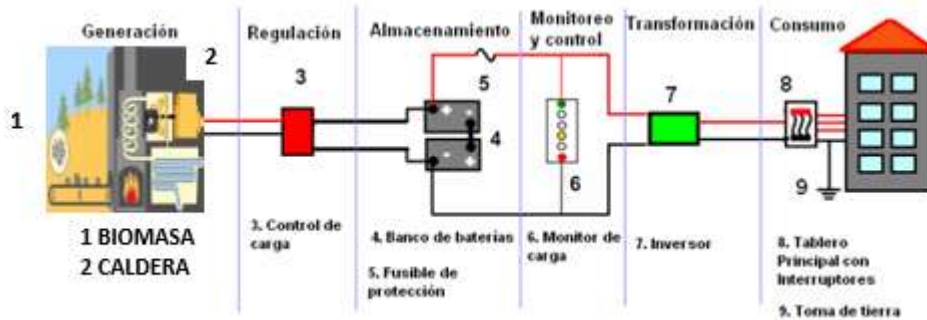 Generación
Regulación
Almacenamiento
Monitoreo
y control
Transformación
Consumo
1
2
3
5
4
6
7
8
9
1 BIOMASA
2 CALDERA
3. Control de
carga
4. Banco de baterías
5. Fusible de
protección
6. Monitor de
carga
7. Inversor
8. Tablero
Principal con
Interruptores
9. Toma de tierra